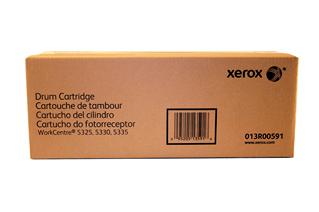 xerox
Drum Cartridge
Cartouche de tambour
Cartucho del cilindro
Cartucho do fotorreceptor
WorkCentre® 5325, 5330, 5335
013R00591
www.xerox.com